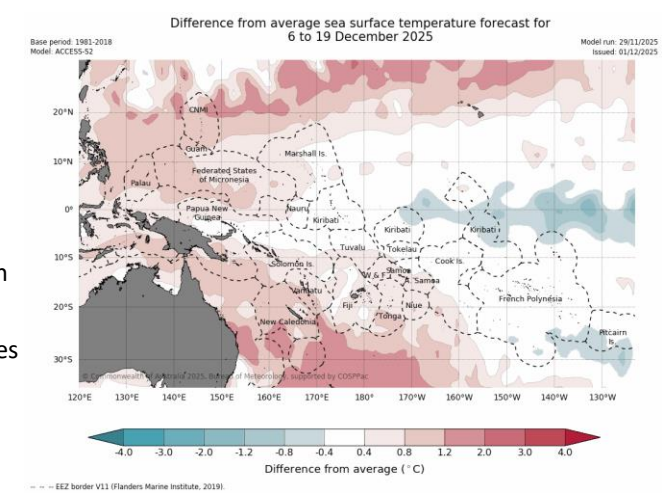 Difference from average sea surface temperature forecast for
6 to 19 December 2025
Base period: 1981-2018
Model: ACCESS-S2
Model run: 29/11/2025
Issued: 01/12/2025
20°N
10°N
0°
10°S
20°S
30°S
CNMI
Guam
Marshall Is.
Federated States
of Micronesia
Palau
Papua New
Guinea
Nauru
Kiribati
Kiribati
Kiribati
Tuvalu
Tokelau
Solomon Is.
Cook Is.
W & F
Samoa
A. Samoa
Vanuatu
Fiji
Niue
French Polynesia
Tonga
New Caledonia
Pitcairn
Is.
n
es
© Commonwealth of Australia 2025, Bureau of Meteorology, supported by COSPPac
120°E 130°E 140°E 150°E 160°E 170°E 180° 170°W 160°W 150°W 140°W 130°W
-4.0 -3.0 -2.0 -1.2 -0.8 -0.4 0.4 0.8 1.2 2.0 3.0 4.0
Difference from average (°C)
EEZ border V11 (Flanders Marine Institute, 2019).